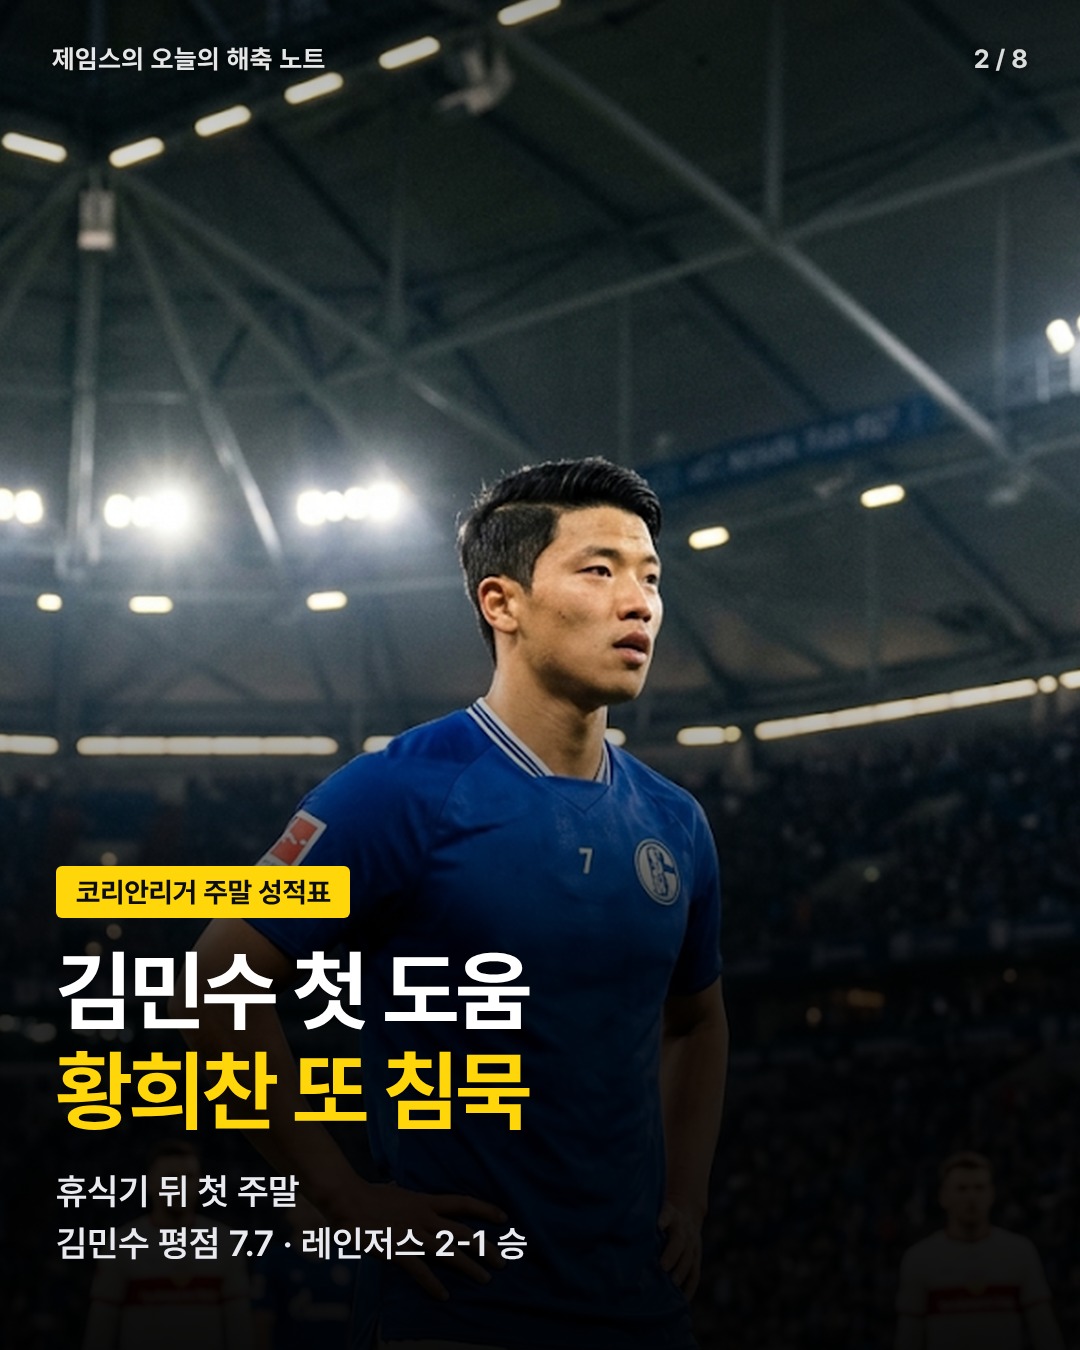 제임스의 오늘의 해축 노트
2 / 8
7
코리안리거 주말 성적표
김민수 첫 도움
황희찬 또 침묵
휴식기 뒤 첫 주말
김민수 평점 7.7 · 레인저스 2-1 승